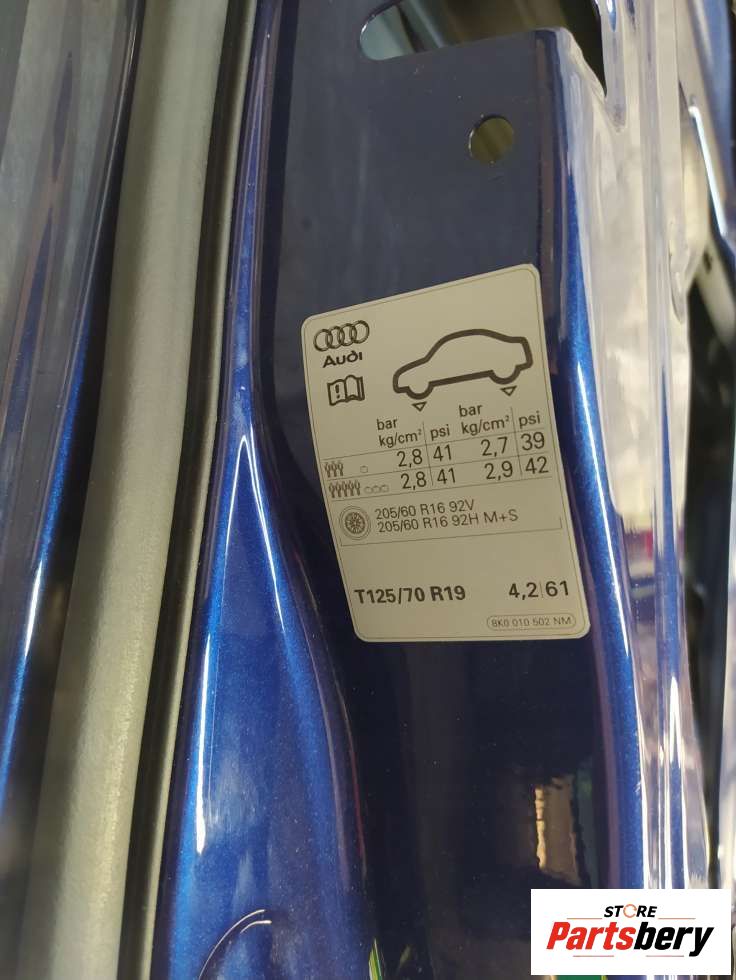 Audi
bar psi bar psi
kg/cm² kg/cm²
2,8 41 2,7 39
2,8 41 2,9 42
205/60 R16 92V
205/60 R16 92H M+S
T125/70 R19 4,2 61
8K0 010 502 NM
STORE
Partsbery